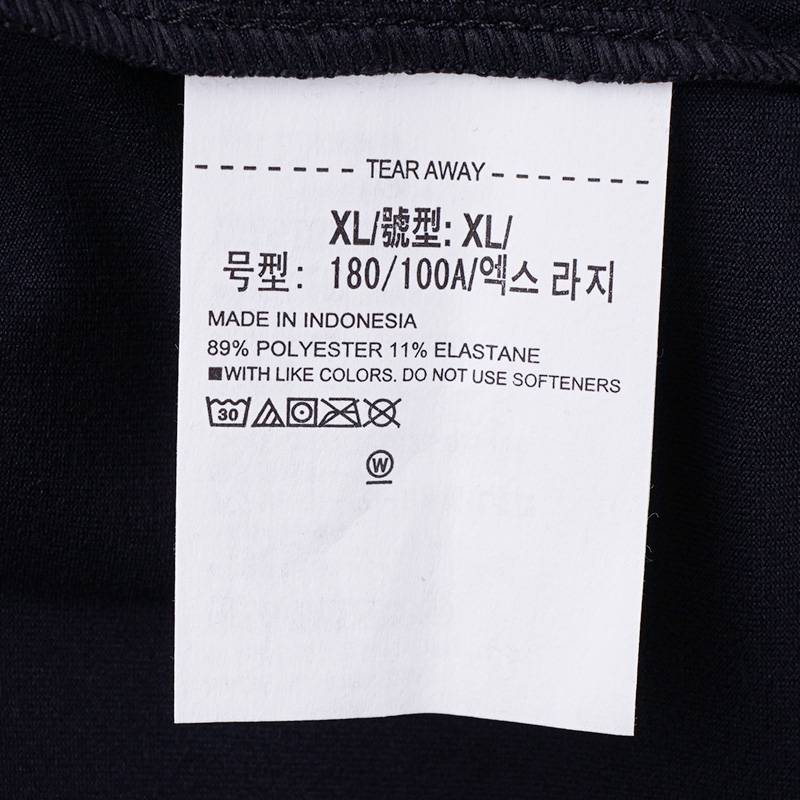 TEAR AWAY
XL/號型: XL/
号型: 180/100A/엑스 라지
MADE IN INDONESIA
89% POLYESTER 11% ELASTANE
■WITH LIKE COLORS. DO NOT USE SOFTENERS
30
W